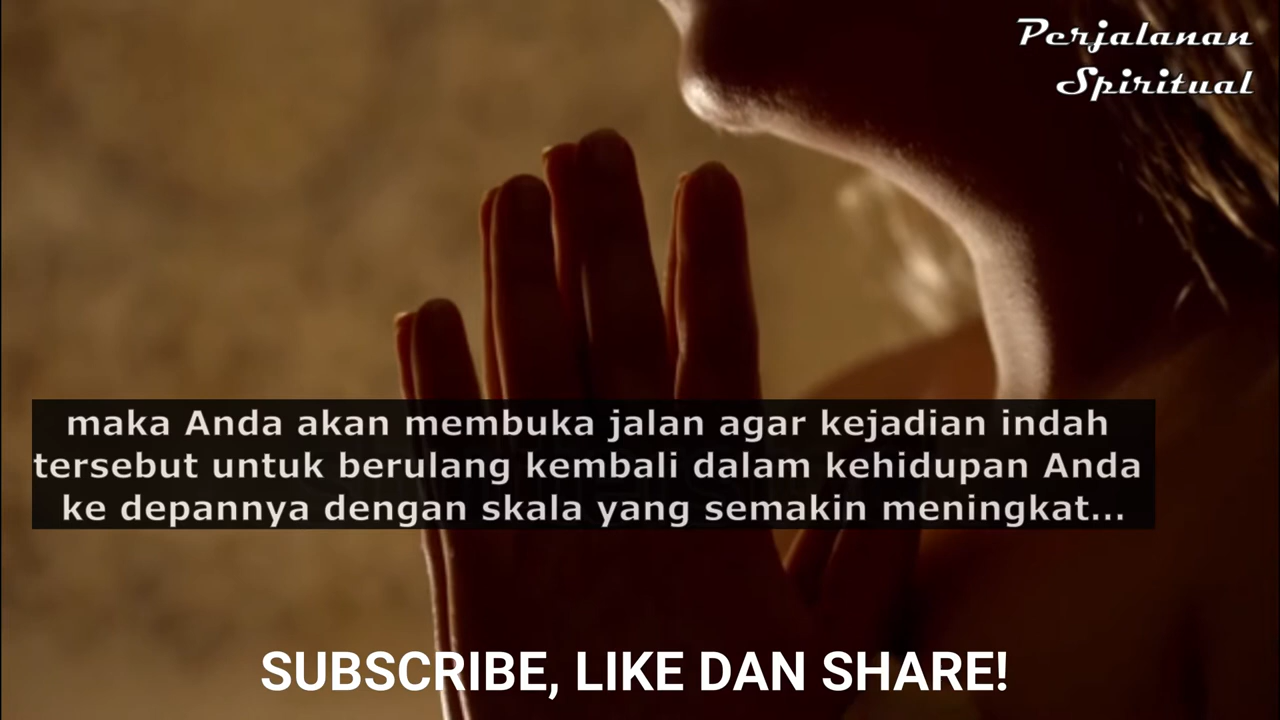 Perjalanan
Spiritual
maka Anda akan membuka jalan agar kejadian indah
tersebut untuk berulang kembali dalam kehidupan Anda
ke depannya dengan skala yang semakin meningkat...
SUBSCRIBE, LIKE DAN SHARE!